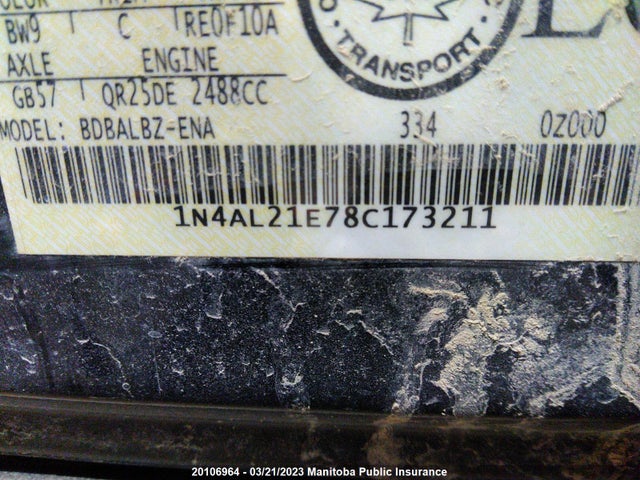 BW9 C RE0F10A
AXLE ENGINE
GB57 QR25DE 2488CC
TRANSPORT
MODEL: BDBALBZ-ENA 334 0Z000
1N4AL21E78C173211
20106964 - 03/21/2023 Manitoba Public Insurance